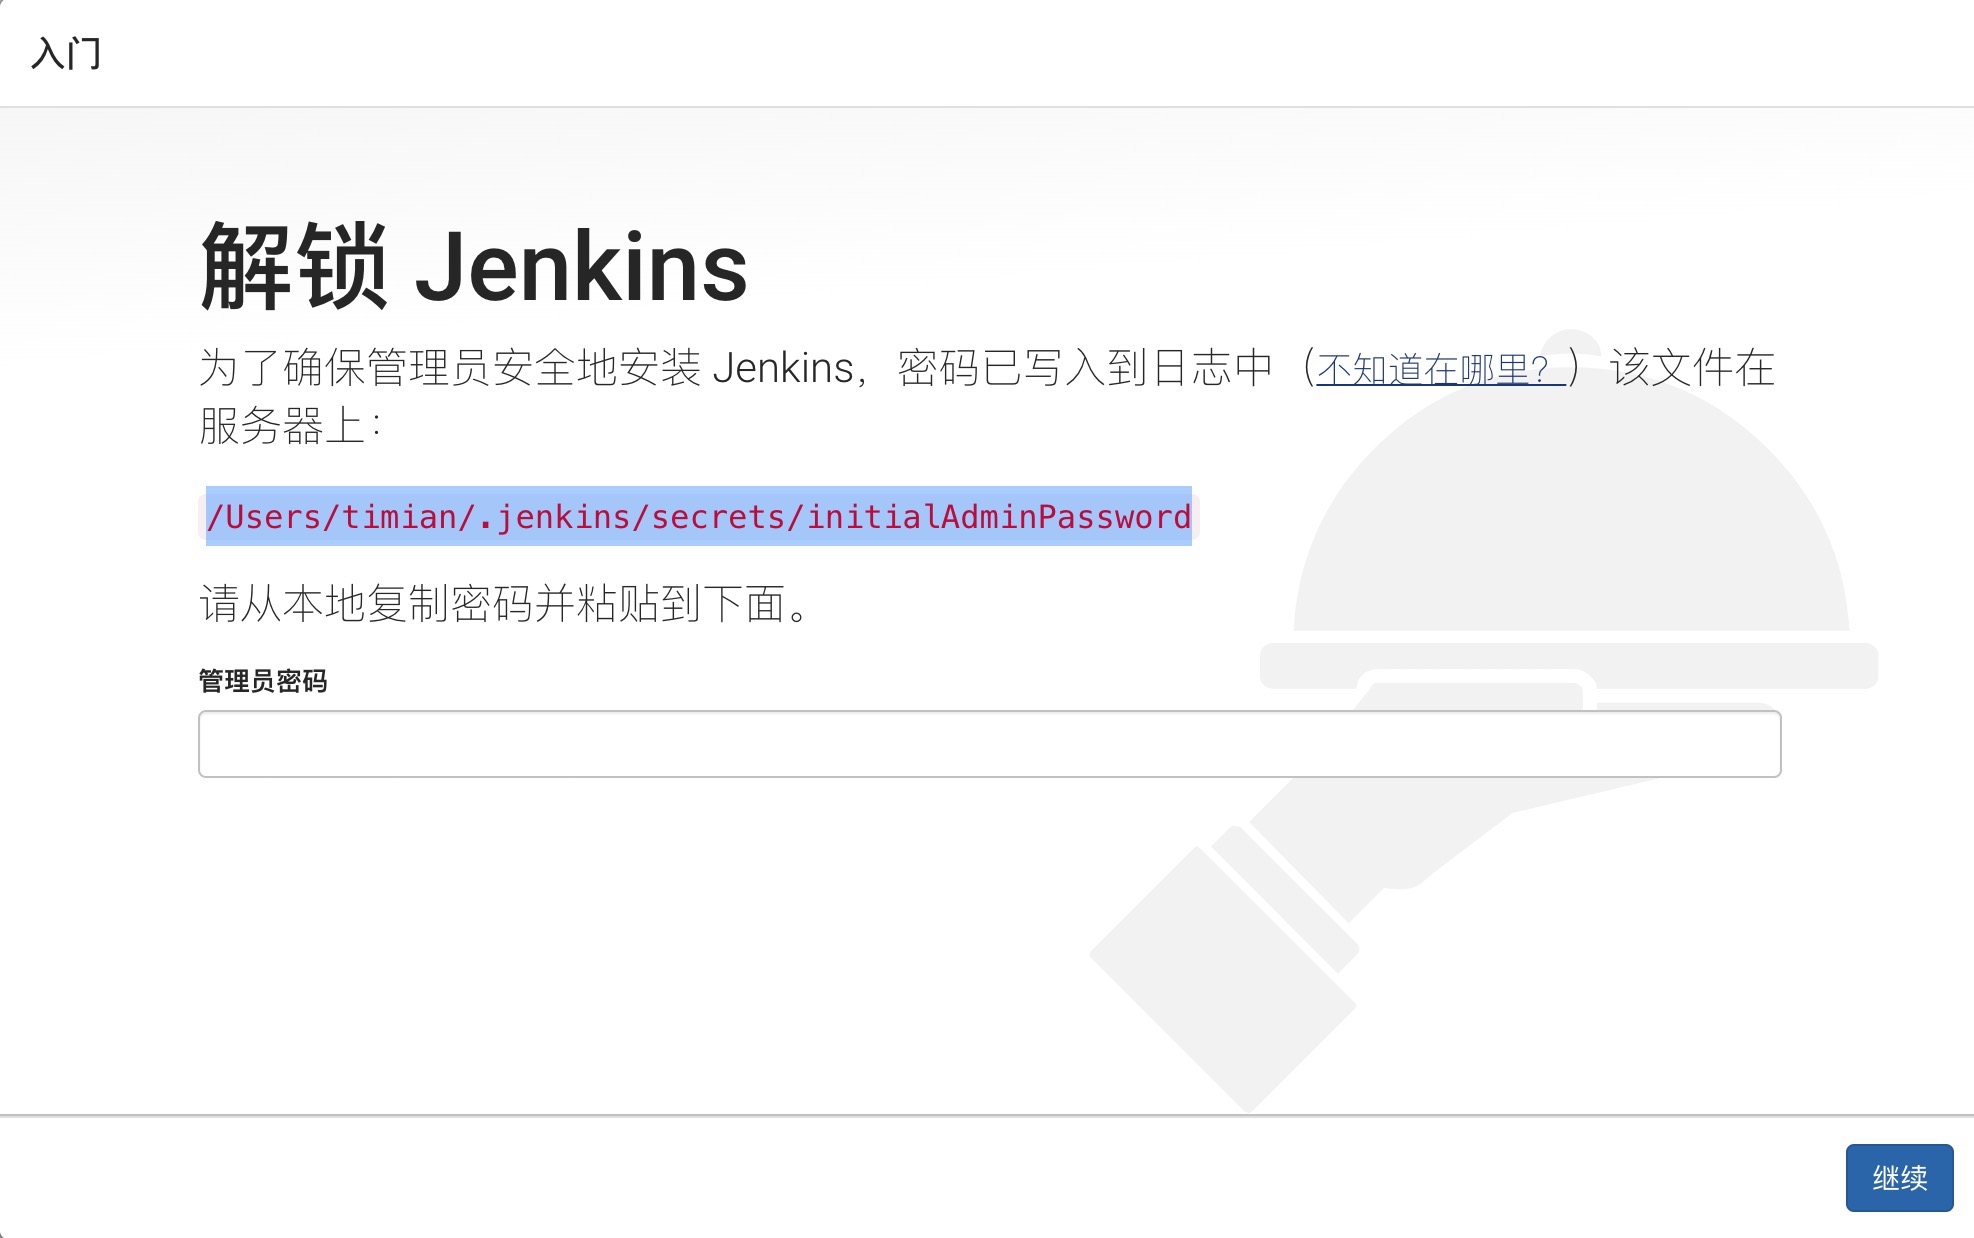 入门
解锁 Jenkins
为了确保管理员安全地安装 Jenkins，密码已写入到日志中（不知道在哪里？）该文件在
服务器上：
/Users/timian/.jenkins/secrets/initialAdminPassword
请从本地复制密码并粘贴到下面。
管理员密码
继续